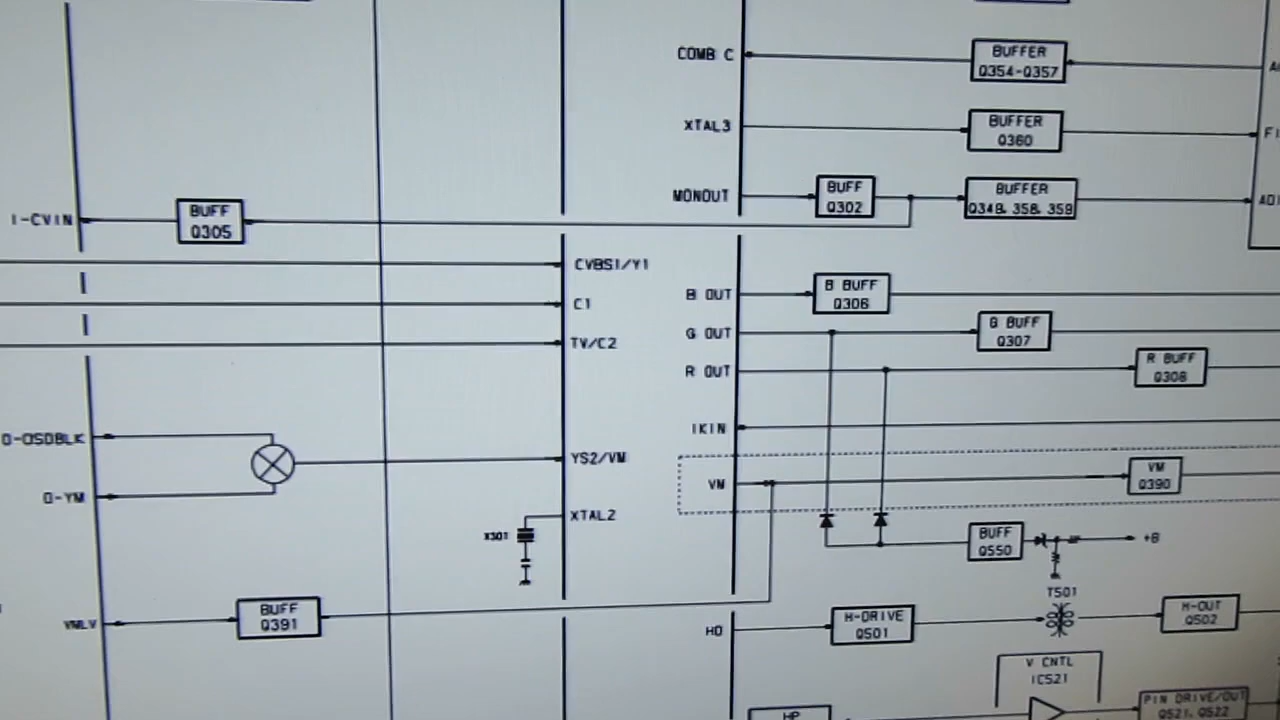 COMB C
BUFFER
Q354-Q357
XTAL3
BUFFER
Q360
MONOUT
BUFF
Q302
BUFFER
Q348, 358, 359
I-CVIN
BUFF
Q305
CVBS1/Y1
C1
TV/C2
B OUT
B BUFF
Q306
G OUT
G BUFF
Q307
R OUT
R BUFF
Q308
IKIN
O-OSDBLK
O-YM
YS2/VM
VM
VM
Q390
XTAL2
X301
BUFF
Q550
+B
T501
VMLV
BUFF
Q391
HD
H-DRIVE
Q501
H-OUT
Q502
V CNTL
IC521
PIN DRIVE/OUT
Q521, Q522
HP